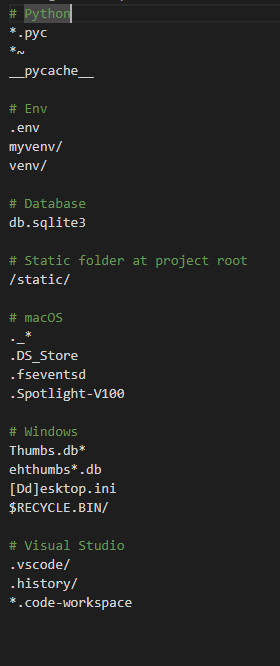 # Python
*.pyc
*~
__pycache__
# Env
.env
myvenv/
venv/
# Database
db.sqlite3
# Static folder at project root
/static/
# macOS
._*
.DS_Store
.fseventsd
.Spotlight-V100
# Windows
Thumbs.db*
ehthumbs*.db
[Dd]esktop.ini
$RECYCLE.BIN/
# Visual Studio
.vscode/
.history/
*.code-workspace